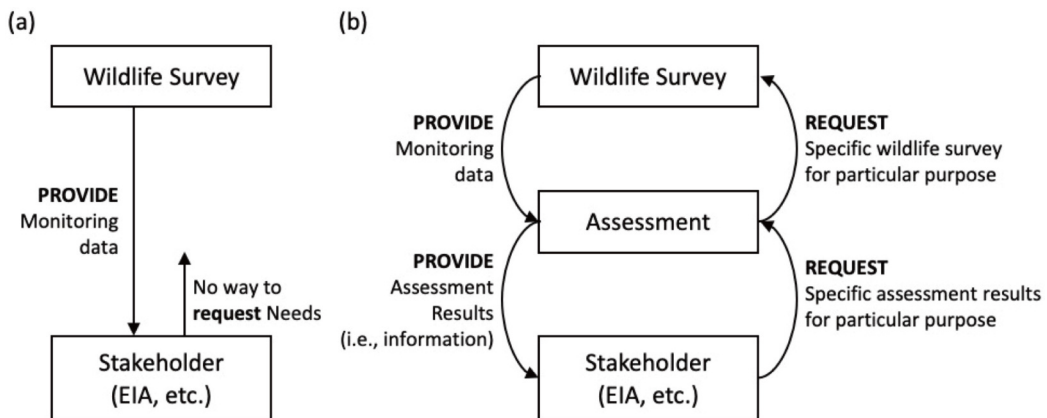 (a)
Wildlife Survey
PROVIDE
Monitoring
data
No way to
request Needs
Stakeholder
(EIA, etc.)
(b)
Wildlife Survey
PROVIDE
Monitoring
data
REQUEST
Specific wildlife survey
for particular purpose
Assessment
PROVIDE
Assessment
Results
(i.e., information)
REQUEST
Specific assessment results
for particular purpose
Stakeholder
(EIA, etc.)